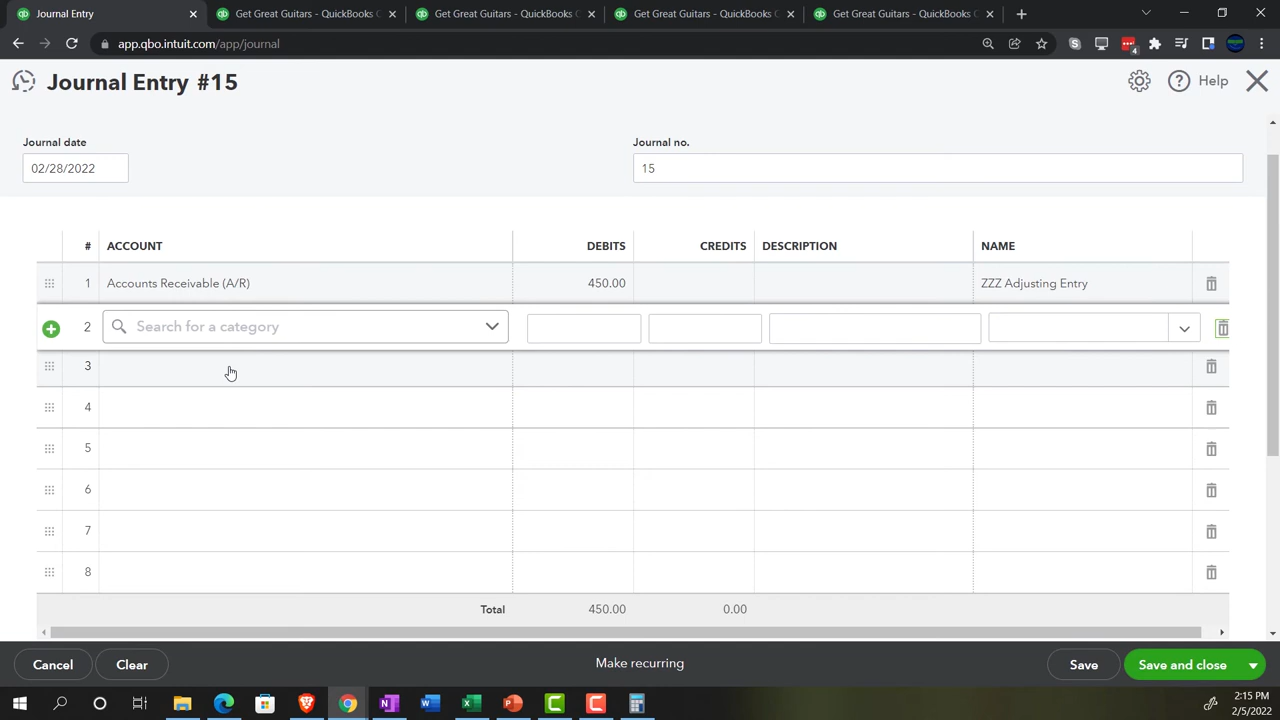 Journal Entry
Get Great Guitars - QuickBooks
Get Great Guitars - QuickBooks
Get Great Guitars - QuickBooks
Get Great Guitars - QuickBooks
app.qbo.intuit.com/app/journal
4
Journal Entry #15
Help
Journal date
Journal no.
02/28/2022
15
# ACCOUNT DEBITS CREDITS DESCRIPTION NAME
1 Accounts Receivable (A/R) 450.00 ZZZ Adjusting Entry
2 Search for a category
3
4
5
6
7
8
Total 450.00 0.00
Cancel Clear Make recurring Save Save and close
2:15 PM
2/5/2022